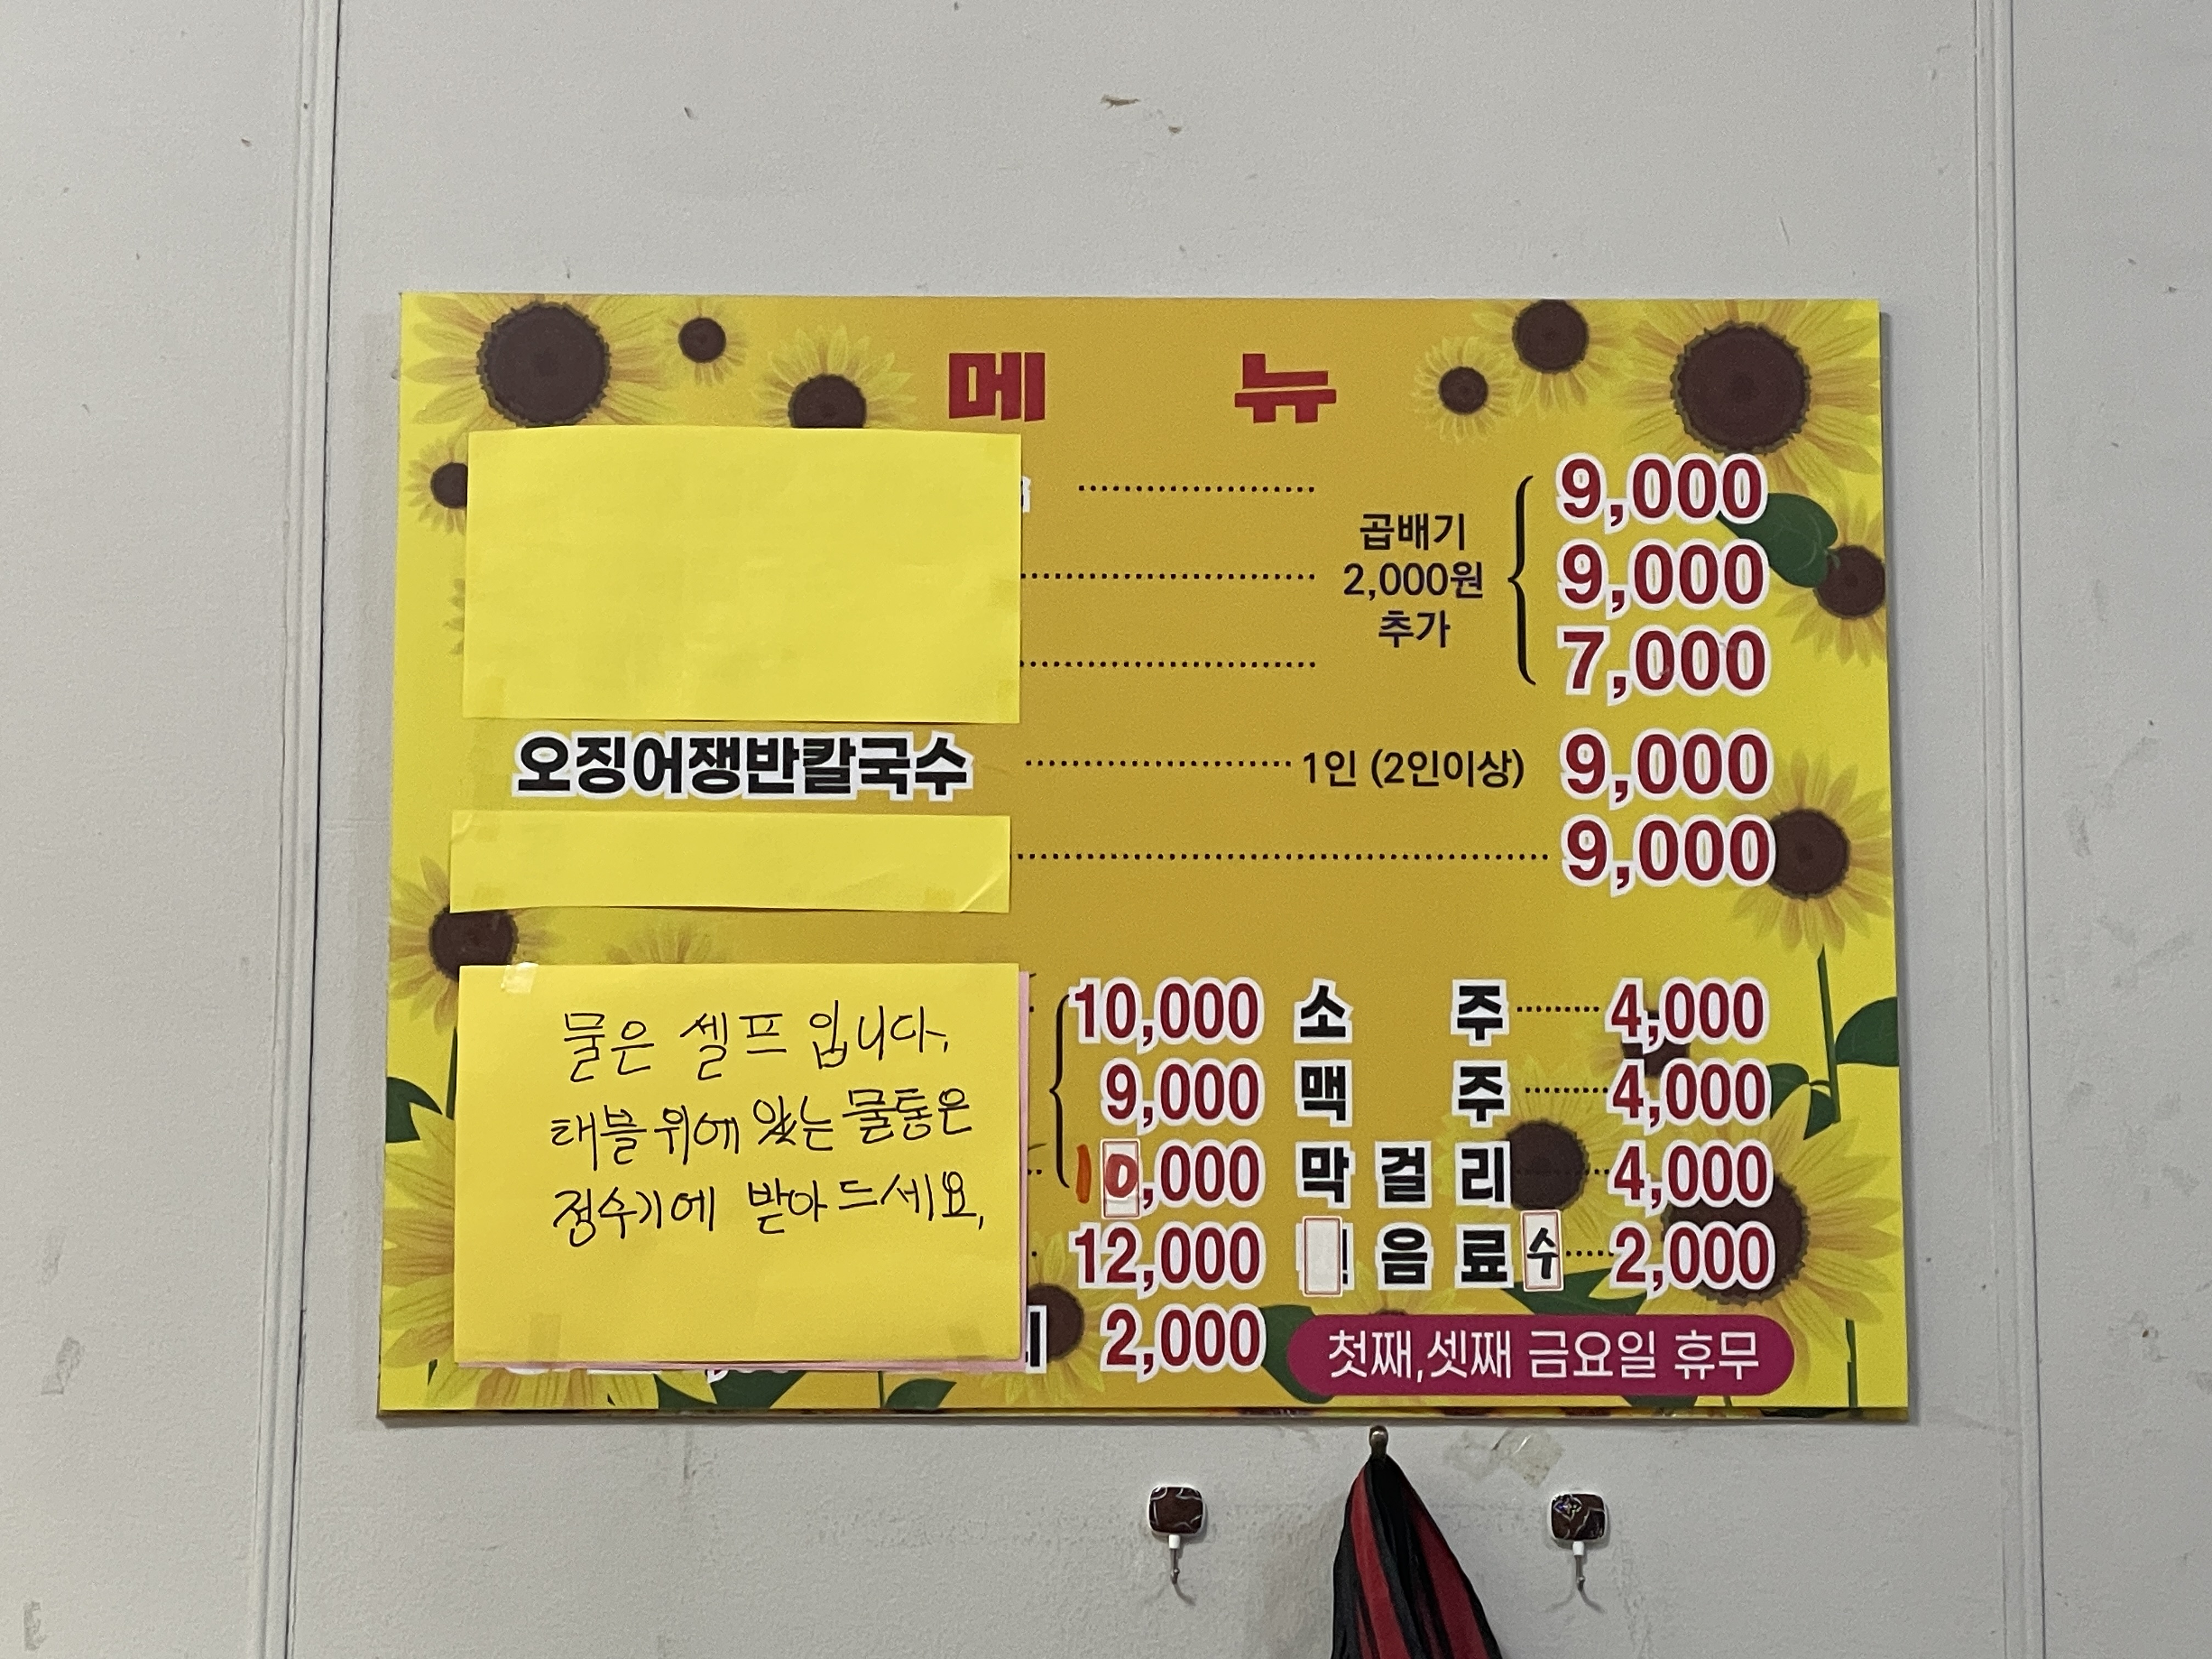 메 뉴
9,000
곱배기
2,000원
추가
9,000
7,000
오징어쟁반칼국수 1인 (2인이상) 9,000
9,000
물은 셀프 입니다.
태블 위에 있는 물통은
정수기에 받아 드세요.
10,000 소 주 4,000
9,000 맥 주 4,000
10,000 막 걸 리 4,000
12,000 음 료 수 2,000
2,000 첫째,셋째 금요일 휴무